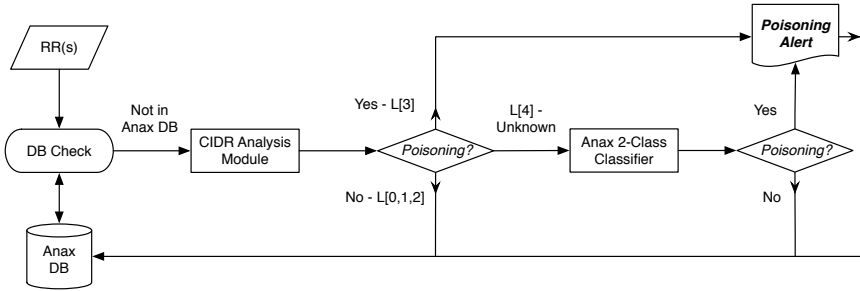 RR(s)
Poisoning
Alert
Not in
Anax DB
Yes - L[3]
L[4] -
Unknown
Yes
DB Check
CIDR Analysis
Module
Poisoning?
Anax 2-Class
Classifier
Poisoning?
No - L[0,1,2]
No
Anax
DB